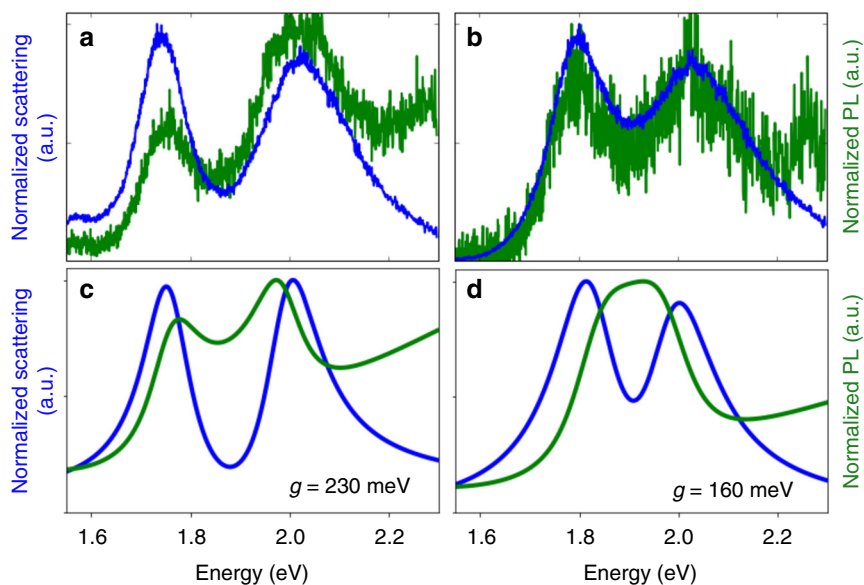 a
b
Normalized scattering
(a.u.)
Normalized PL (a.u.)
c
d
Normalized scattering
(a.u.)
Normalized PL (a.u.)
g = 230 meV
g = 160 meV
1.6 1.8 2.0 2.2
1.6 1.8 2.0 2.2
Energy (eV)
Energy (eV)